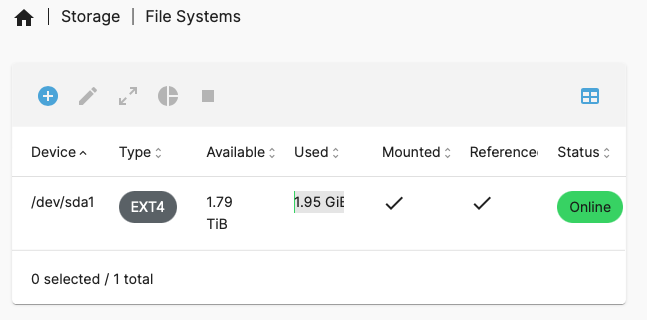 Storage | File Systems
Device Type Available Used Mounted Reference Status
/dev/sda1 EXT4 1.79 TiB 1.95 GiB Online
0 selected / 1 total